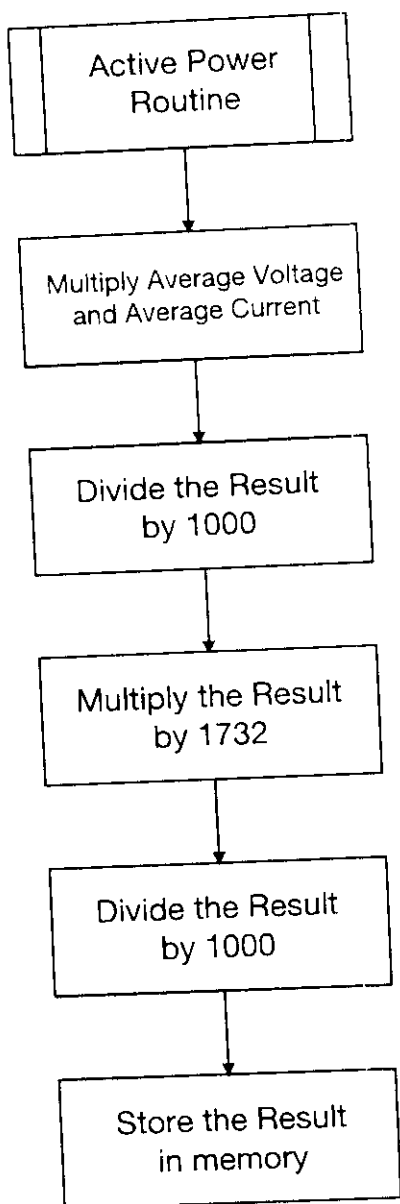 Active Power
Routine
Multiply Average Voltage
and Average Current
Divide the Result
by 1000
Multiply the Result
by 1732
Divide the Result
by 1000
Store the Result
in memory